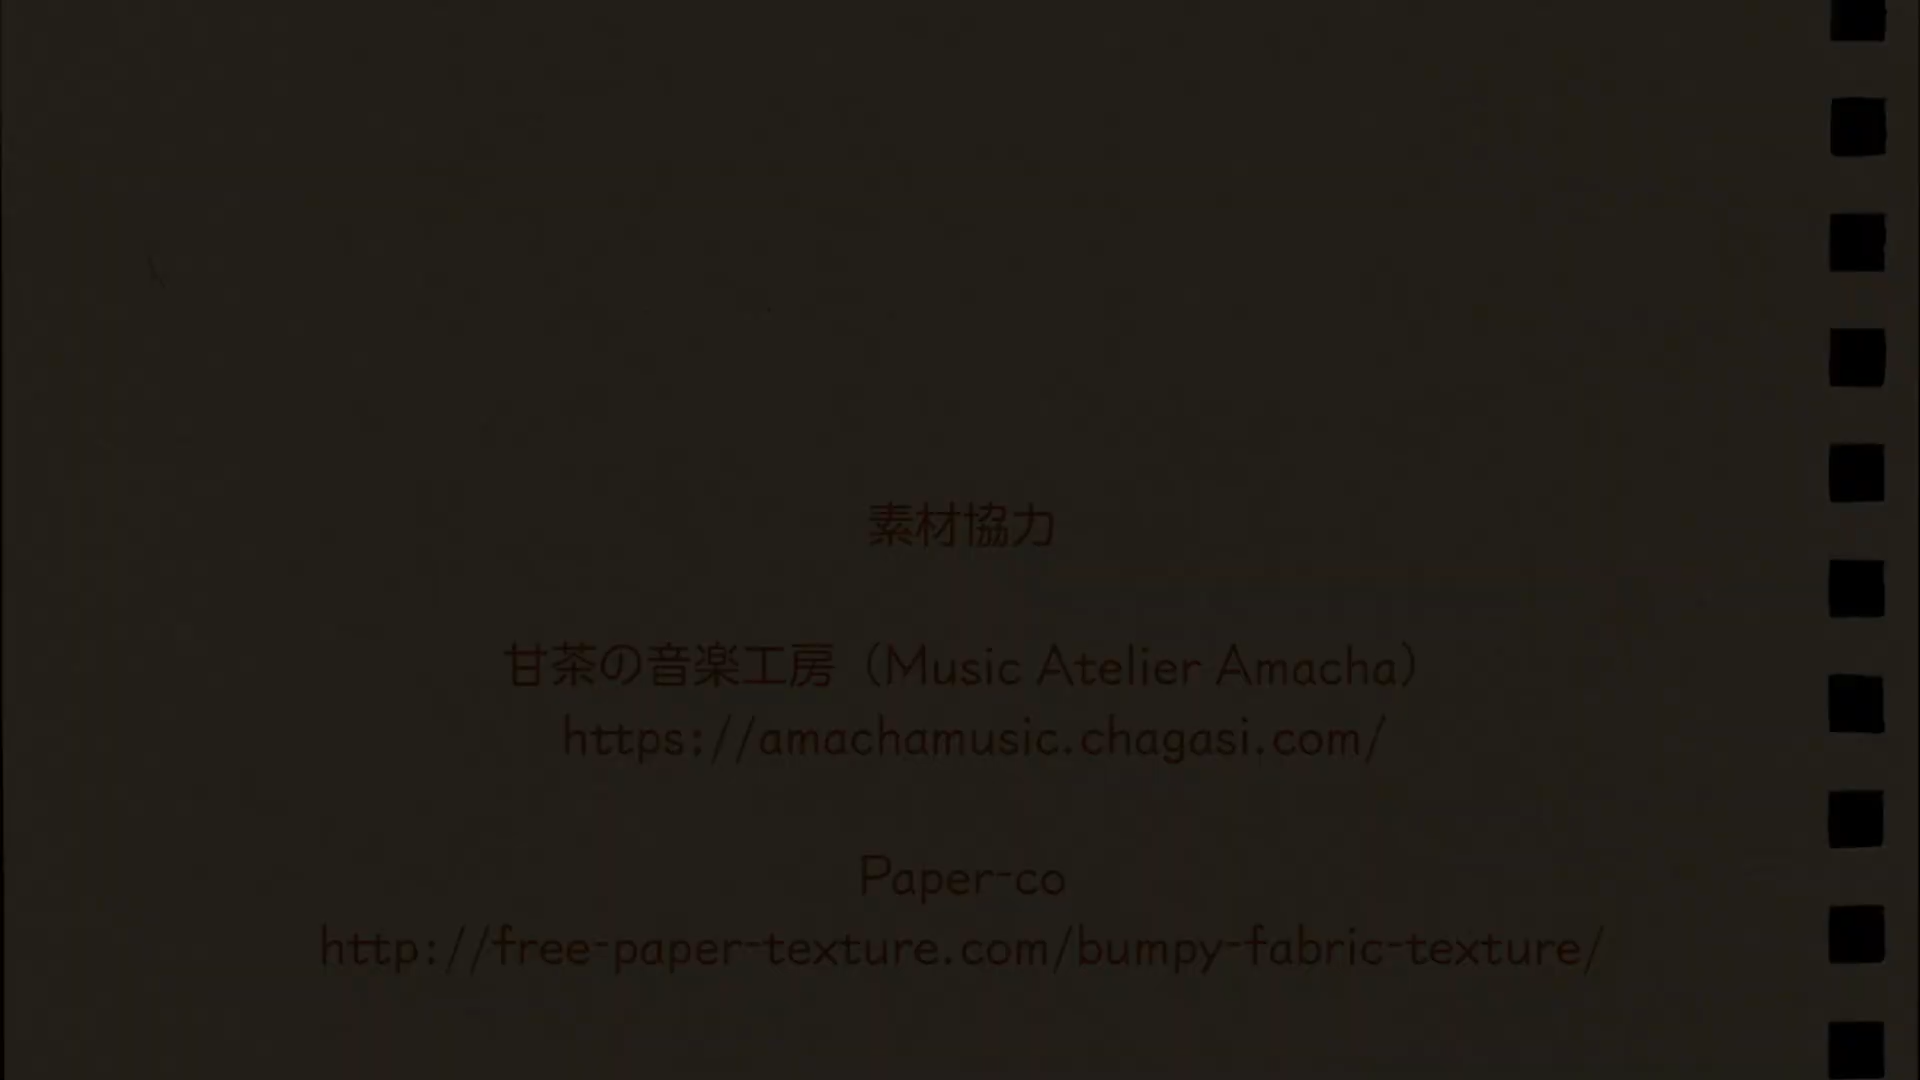 素材協力
甘茶の音楽工房（Music Atelier Amacha）
https://amachamusic.chagasi.com/
Paper-co
http://free-paper-texture.com/bumpy-fabric-texture/